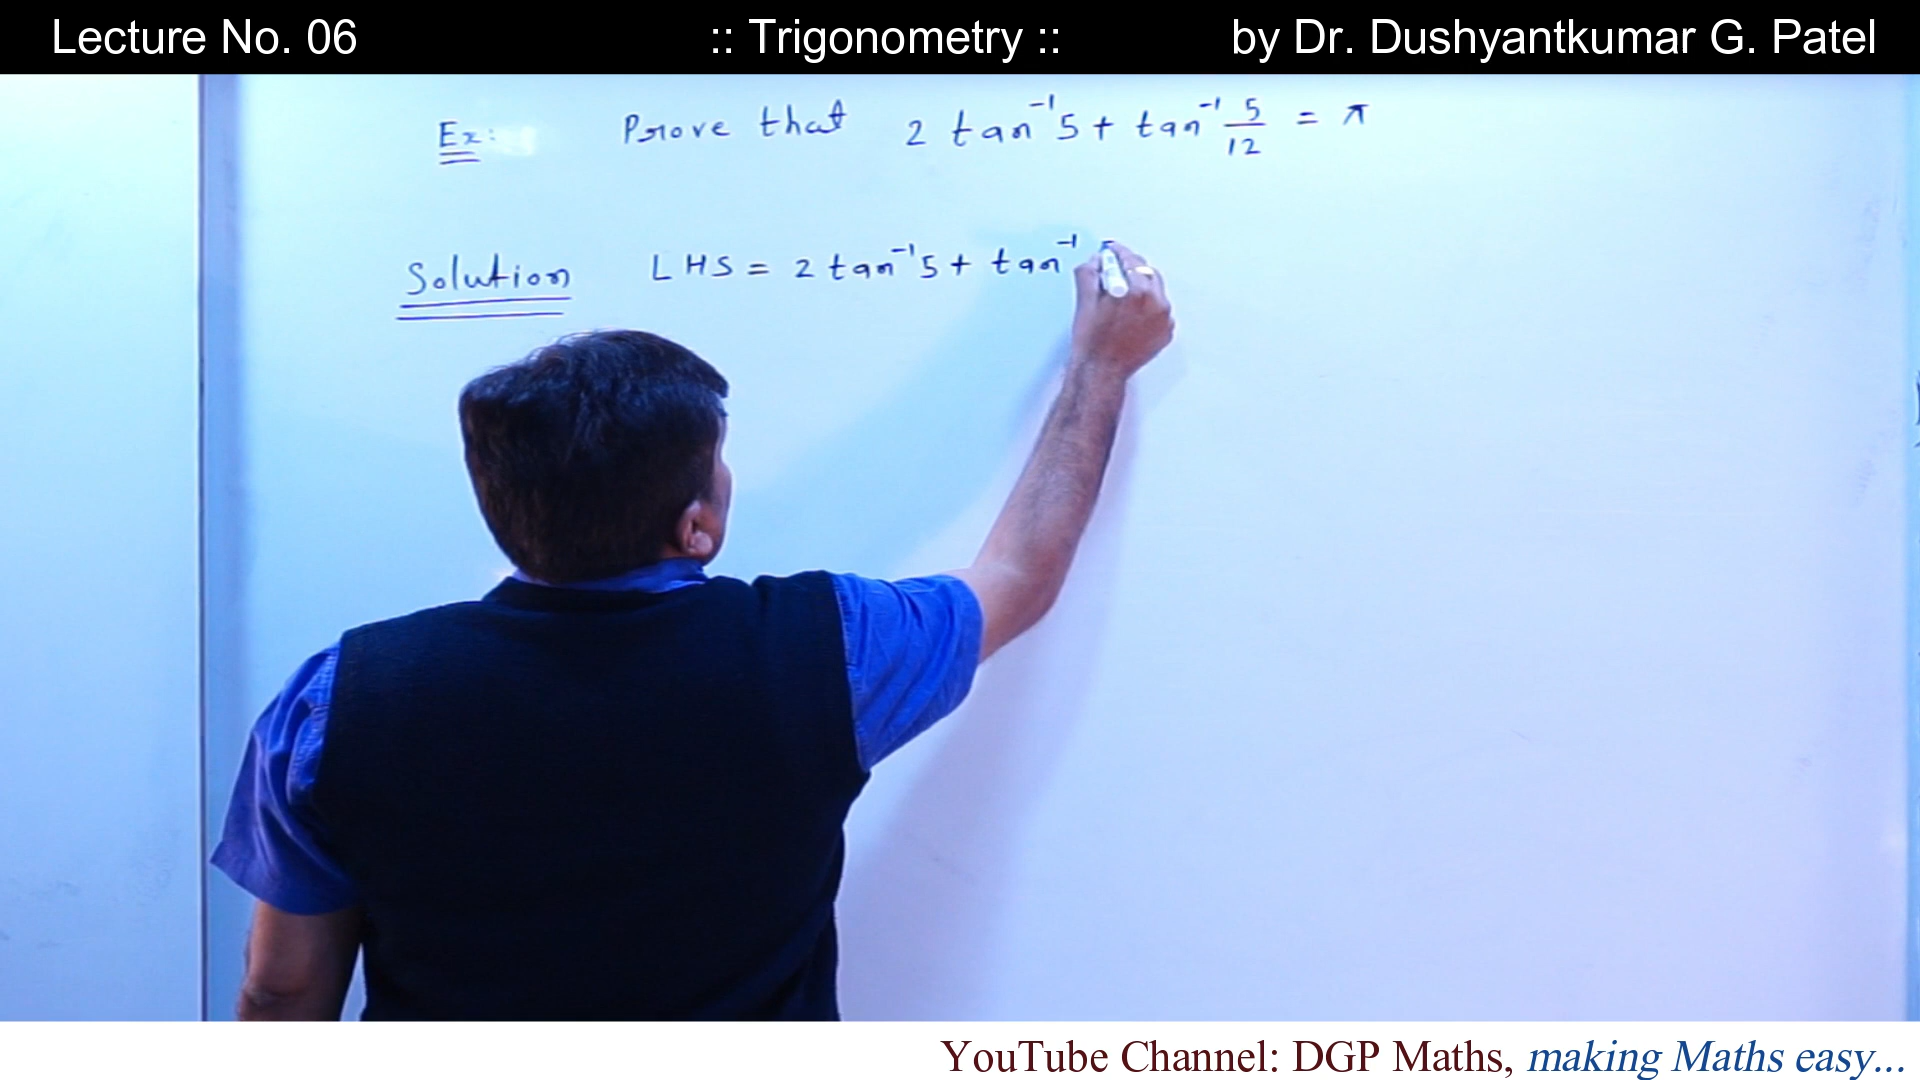 Lecture No. 06 :: Trigonometry :: by Dr. Dushyantkumar G. Patel
Ex: Prove that 2 tan⁻¹5 + tan⁻¹ 5/12 = π
Solution LHS = 2 tan⁻¹5 + tan⁻¹
YouTube Channel: DGP Maths, making Maths easy...